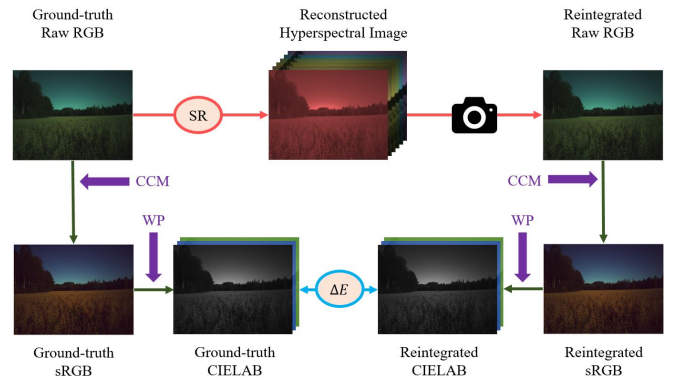 Ground-truth
Raw RGB
Reconstructed
Hyperspectral Image
Reintegrated
Raw RGB
SR
CCM
CCM
WP
WP
ΔE
Ground-truth
sRGB
Ground-truth
CIELAB
Reintegrated
CIELAB
Reintegrated
sRGB